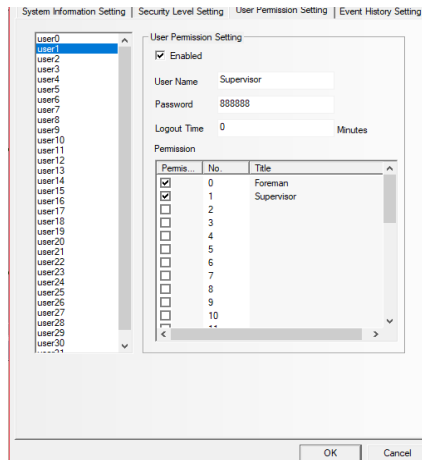 System Information Setting
Security Level Setting
User Permission Setting
Event History Setting
user0
user1
user2
user3
user4
user5
user6
user7
user8
user9
user10
user11
user12
user13
user14
user15
user16
user17
user18
user19
user20
user21
user22
user23
user24
user25
user26
user27
user28
user29
user30
user31
User Permission Setting
Enabled
User Name Supervisor
Password 888888
Logout Time 0 Minutes
Permission
Permis... No. Title
0 Foreman
1 Supervisor
2
3
4
5
6
7
8
9
10
11
OK Cancel